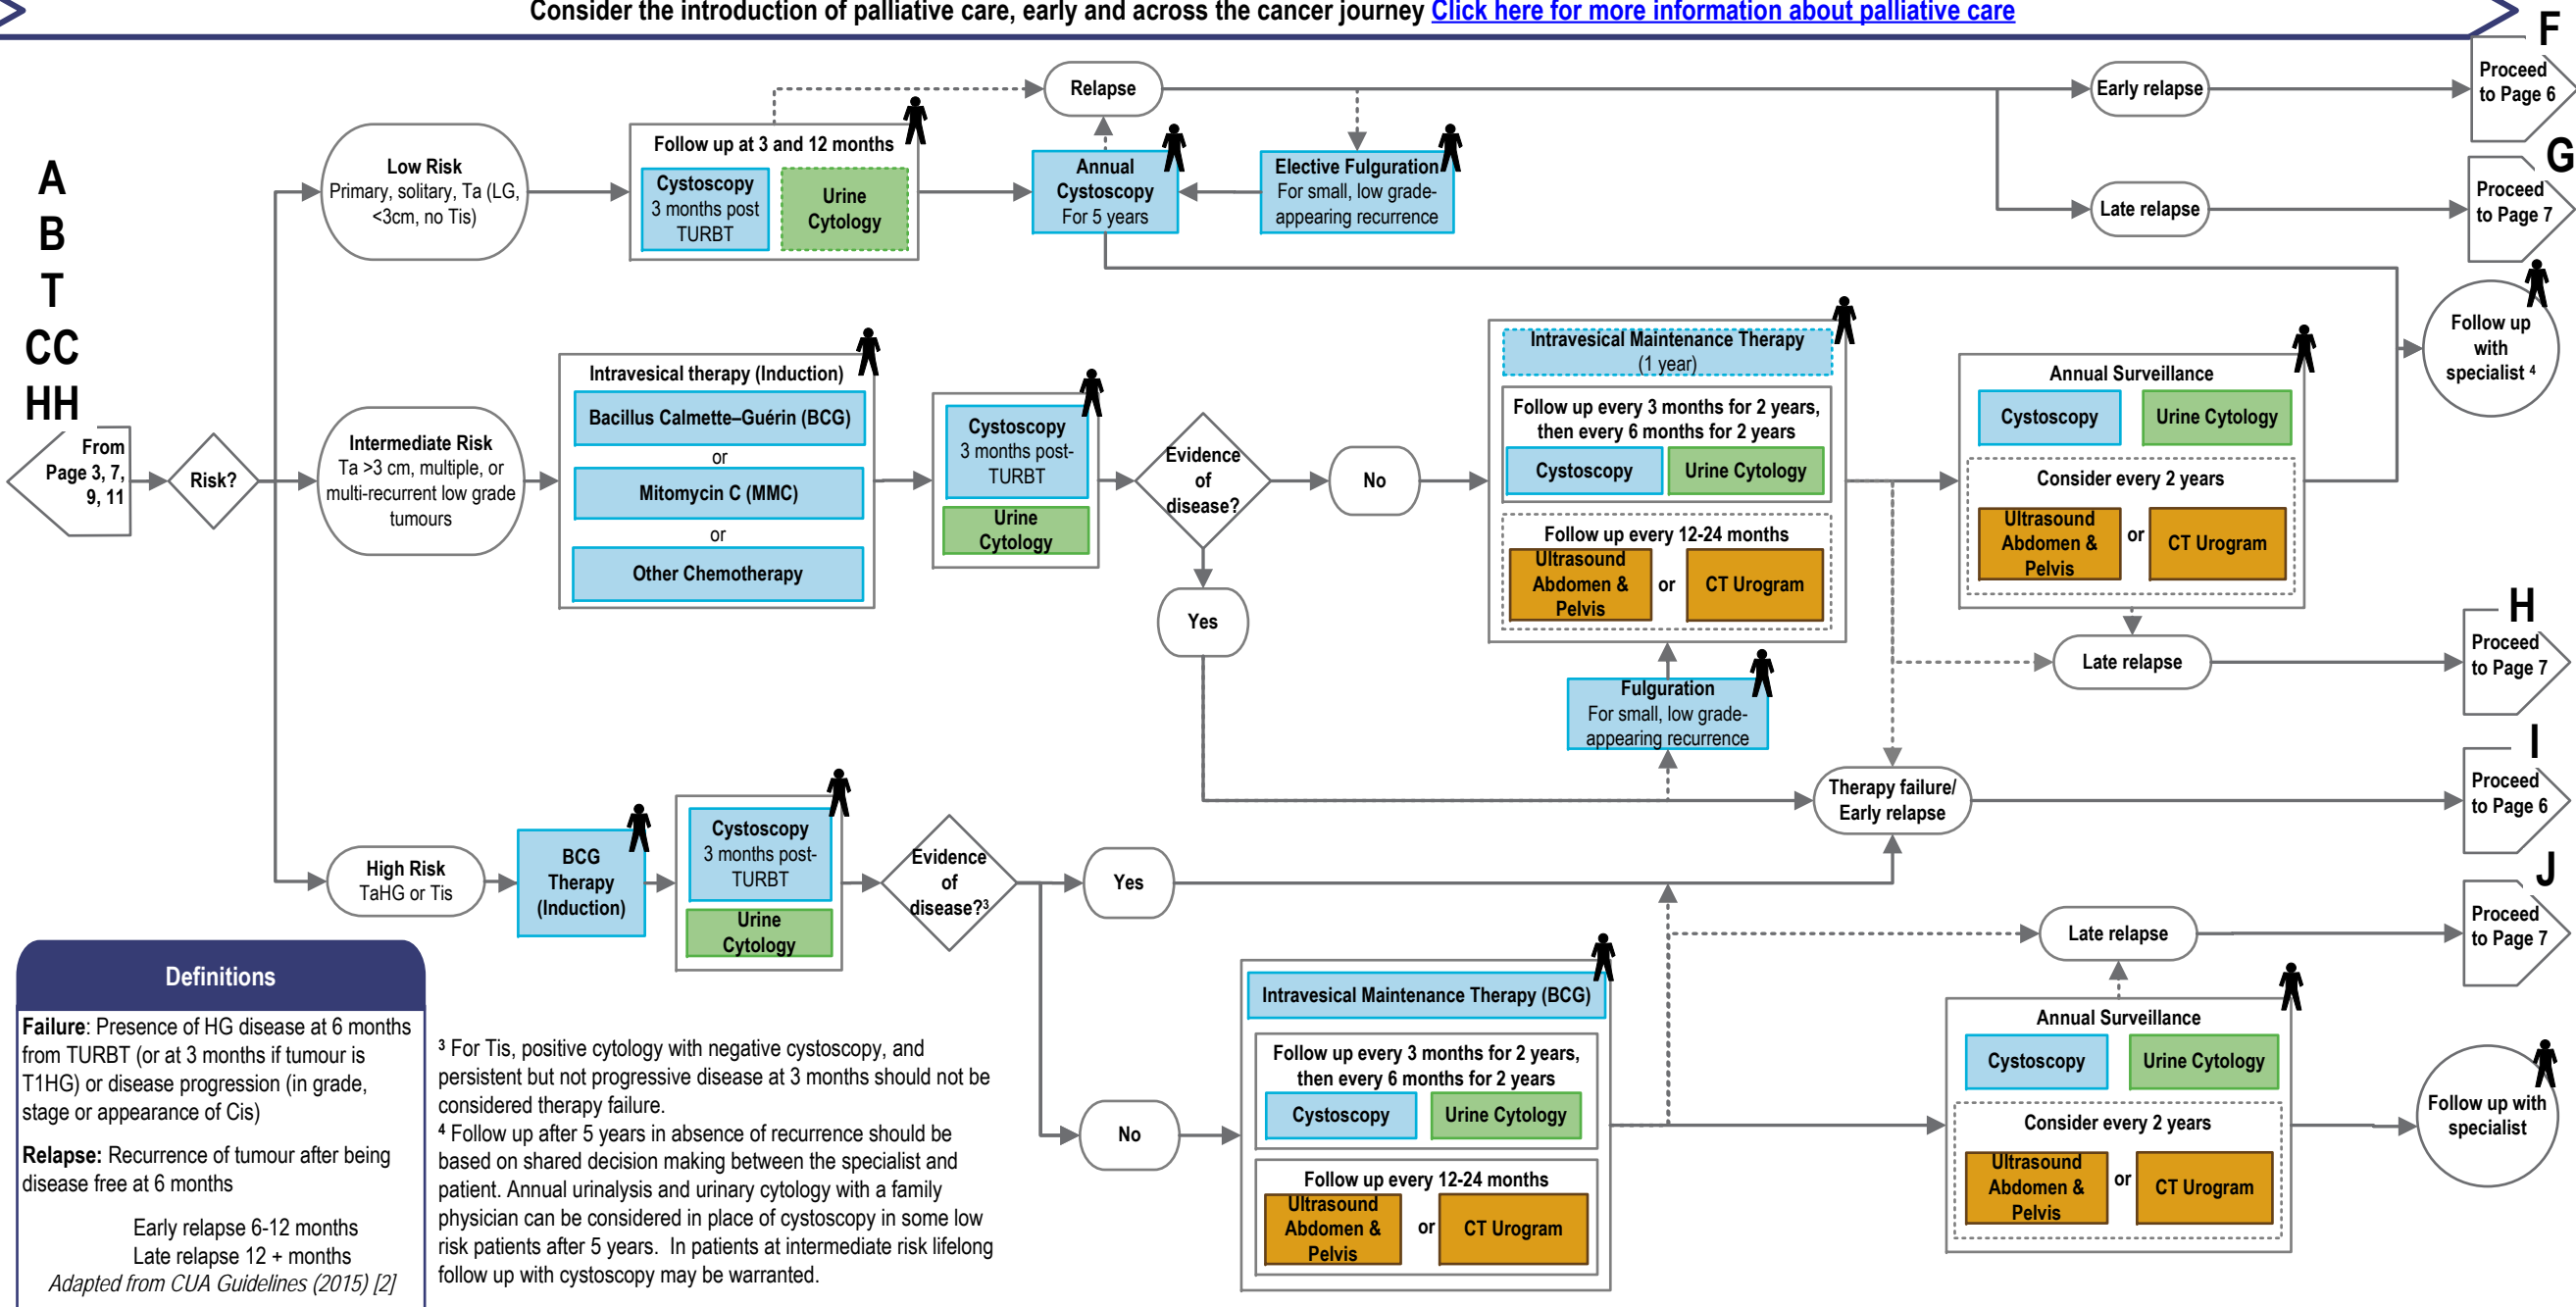 Consider the introduction of palliative care, early and across the cancer journey Click here for more information about palliative care
A
B
T
CC
HH
From
Page 3, 7,
9, 11
Risk?
Low Risk
Primary, solitary, Ta (LG,
<3cm, no Tis)
Follow up at 3 and 12 months
Cystoscopy
3 months post
TURBT
Urine
Cytology
Relapse
Annual
Cystoscopy
For 5 years
Elective Fulguration
For small, low grade-
appearing recurrence
Early relapse
F
Proceed
to Page 6
Late relapse
G
Proceed
to Page 7
Follow up
with
specialist 4
Intermediate Risk
Ta >3 cm, multiple, or
multi-recurrent low grade
tumours
Intravesical therapy (Induction)
Bacillus Calmette–Guérin (BCG)
or
Mitomycin C (MMC)
or
Other Chemotherapy
Cystoscopy
3 months post-
TURBT
Urine
Cytology
Evidence
of
disease?
No
Yes
Intravesical Maintenance Therapy
(1 year)
Follow up every 3 months for 2 years,
then every 6 months for 2 years
Cystoscopy
Urine Cytology
Follow up every 12-24 months
Ultrasound
Abdomen &
Pelvis
or
CT Urogram
Annual Surveillance
Cystoscopy
Urine Cytology
Consider every 2 years
Ultrasound
Abdomen &
Pelvis
or
CT Urogram
Late relapse
H
Proceed
to Page 7
Fulguration
For small, low grade-
appearing recurrence
Therapy failure/
Early relapse
I
Proceed
to Page 6
High Risk
TaHG or Tis
BCG
Therapy
(Induction)
Cystoscopy
3 months post-
TURBT
Urine
Cytology
Evidence
of
disease?3
Yes
No
Late relapse
J
Proceed
to Page 7
Intravesical Maintenance Therapy (BCG)
Follow up every 3 months for 2 years,
then every 6 months for 2 years
Cystoscopy
Urine Cytology
Follow up every 12-24 months
Ultrasound
Abdomen &
Pelvis
or
CT Urogram
Annual Surveillance
Cystoscopy
Urine Cytology
Consider every 2 years
Ultrasound
Abdomen &
Pelvis
or
CT Urogram
Follow up with
specialist
Definitions
Failure: Presence of HG disease at 6 months
from TURBT (or at 3 months if tumour is
T1HG) or disease progression (in grade,
stage or appearance of Cis)
Relapse: Recurrence of tumour after being
disease free at 6 months
Early relapse 6-12 months
Late relapse 12 + months
Adapted from CUA Guidelines (2015) [2]
3 For Tis, positive cytology with negative cystoscopy, and
persistent but not progressive disease at 3 months should not be
considered therapy failure.
4 Follow up after 5 years in absence of recurrence should be
based on shared decision making between the specialist and
patient. Annual urinalysis and urinary cytology with a family
physician can be considered in place of cystoscopy in some low
risk patients after 5 years. In patients at intermediate risk lifelong
follow up with cystoscopy may be warranted.